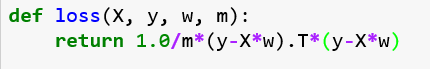 def loss(X, y, w, m):
    return 1.0/m*(y-X*w).T*(y-X*w)